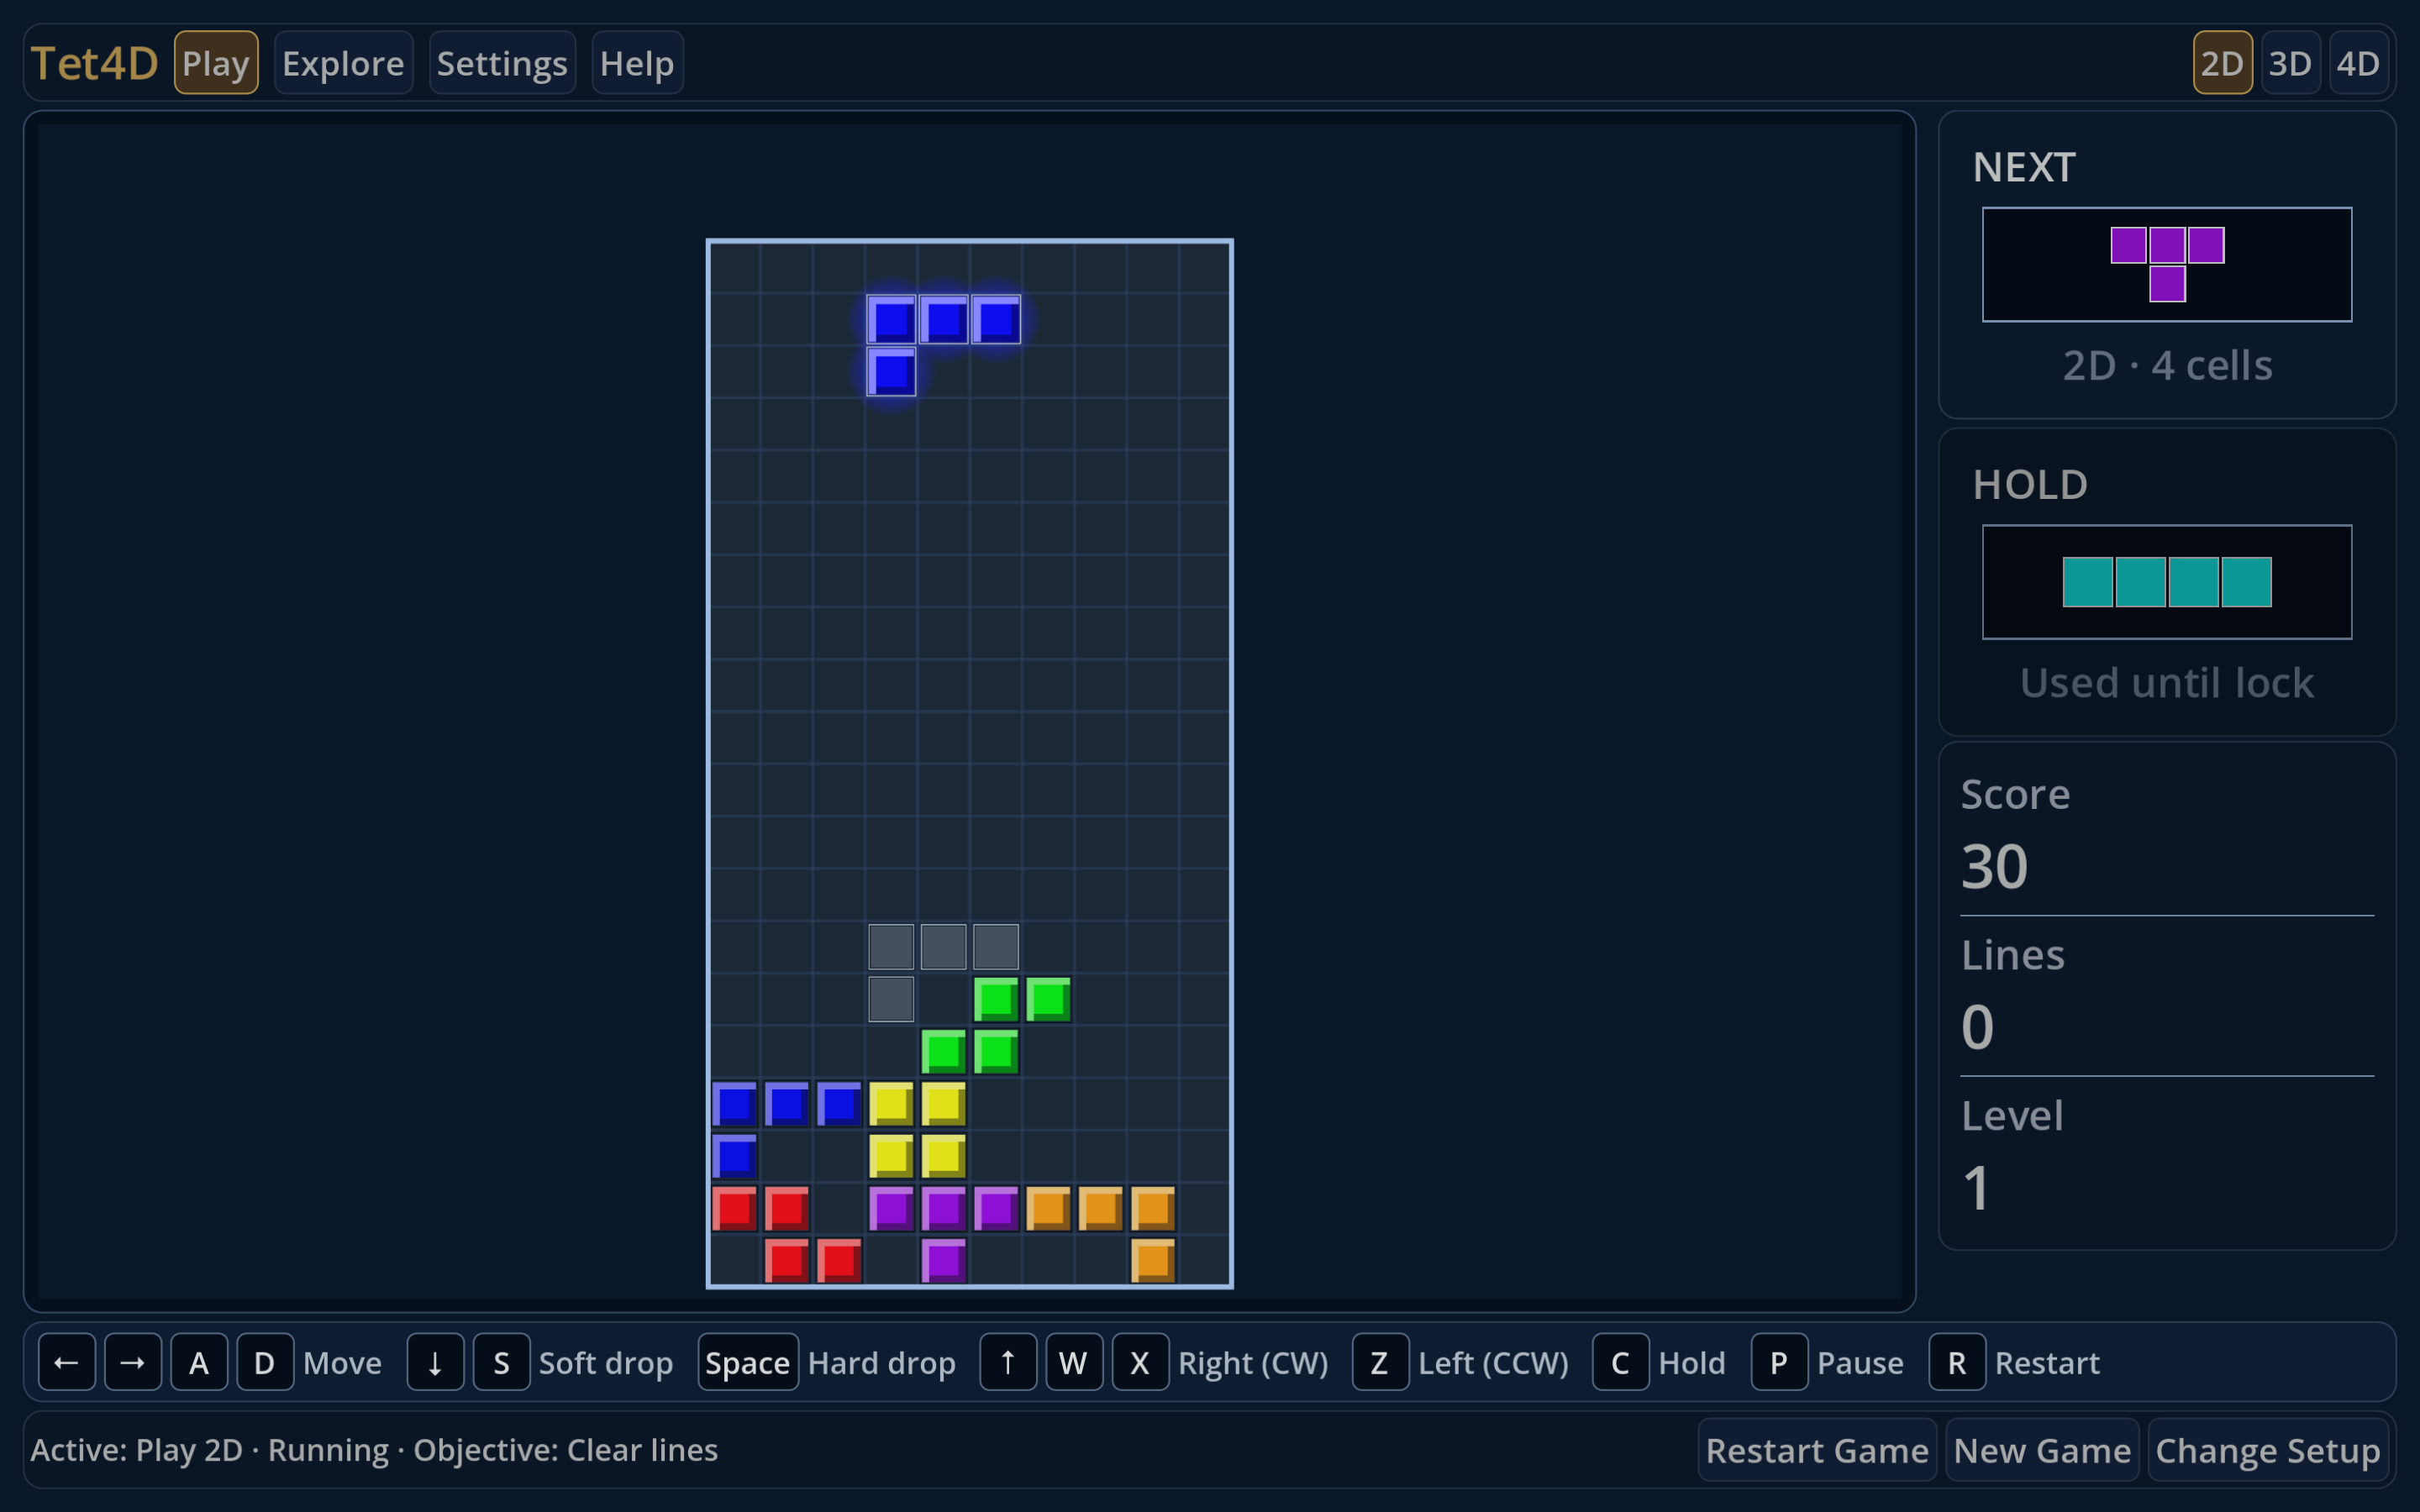 Tet4D Play Explore Settings Help 2D 3D 4D
NEXT
2D · 4 cells
HOLD
Used until lock
Score
30
Lines
0
Level
1
← → A D Move ↓ S Soft drop Space Hard drop ↑ W X Right (CW) Z Left (CCW) C Hold P Pause R Restart
Active: Play 2D · Running · Objective: Clear lines Restart Game New Game Change Setup